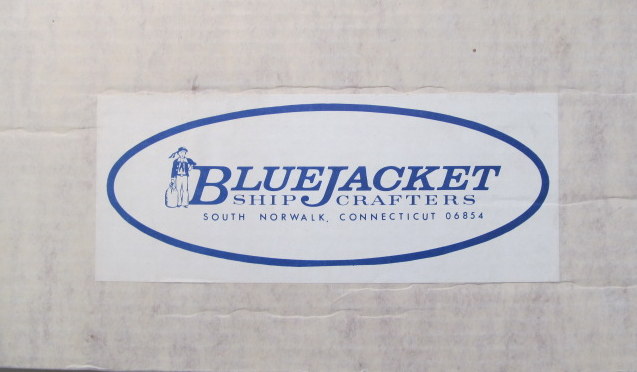 BLUEJACKET
SHIP CRAFTERS
SOUTH NORWALK, CONNECTICUT 06854